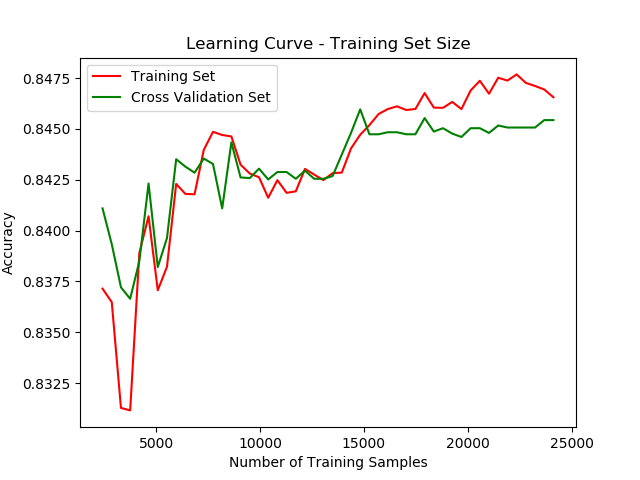 Learning Curve - Training Set Size
Training Set
Cross Validation Set
Accuracy
0.8475
0.8450
0.8425
0.8400
0.8375
0.8350
0.8325
5000
10000
15000
20000
25000
Number of Training Samples